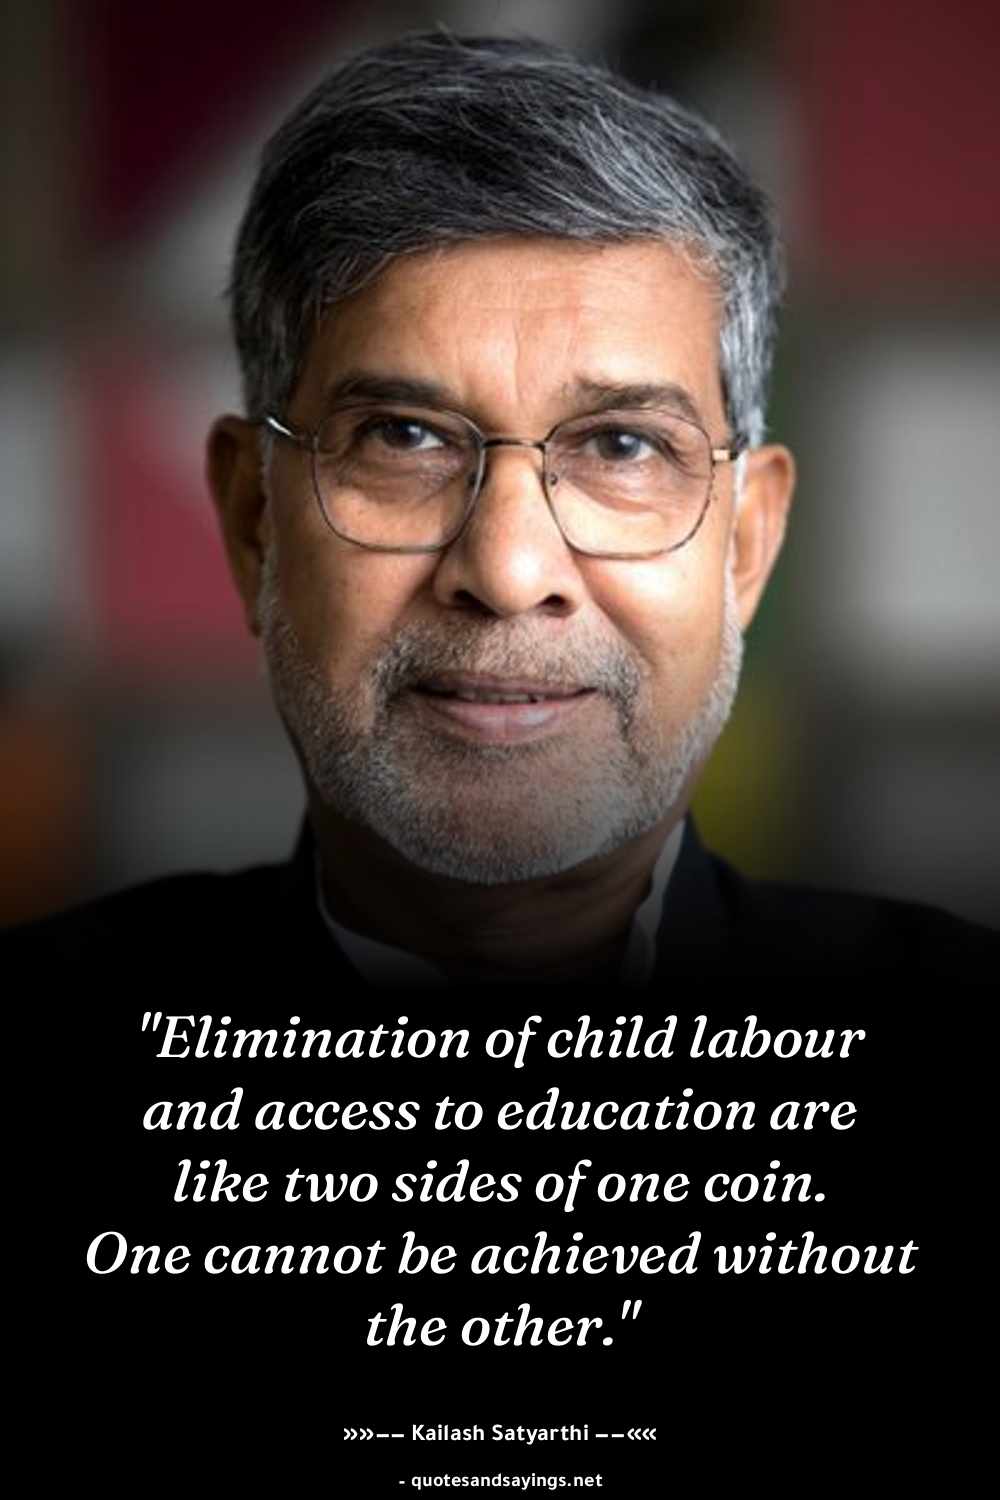 "Elimination of child labour
and access to education are
like two sides of one coin.
One cannot be achieved without
the other."
»»–– Kailash Satyarthi ––««
- quotesandsayings.net